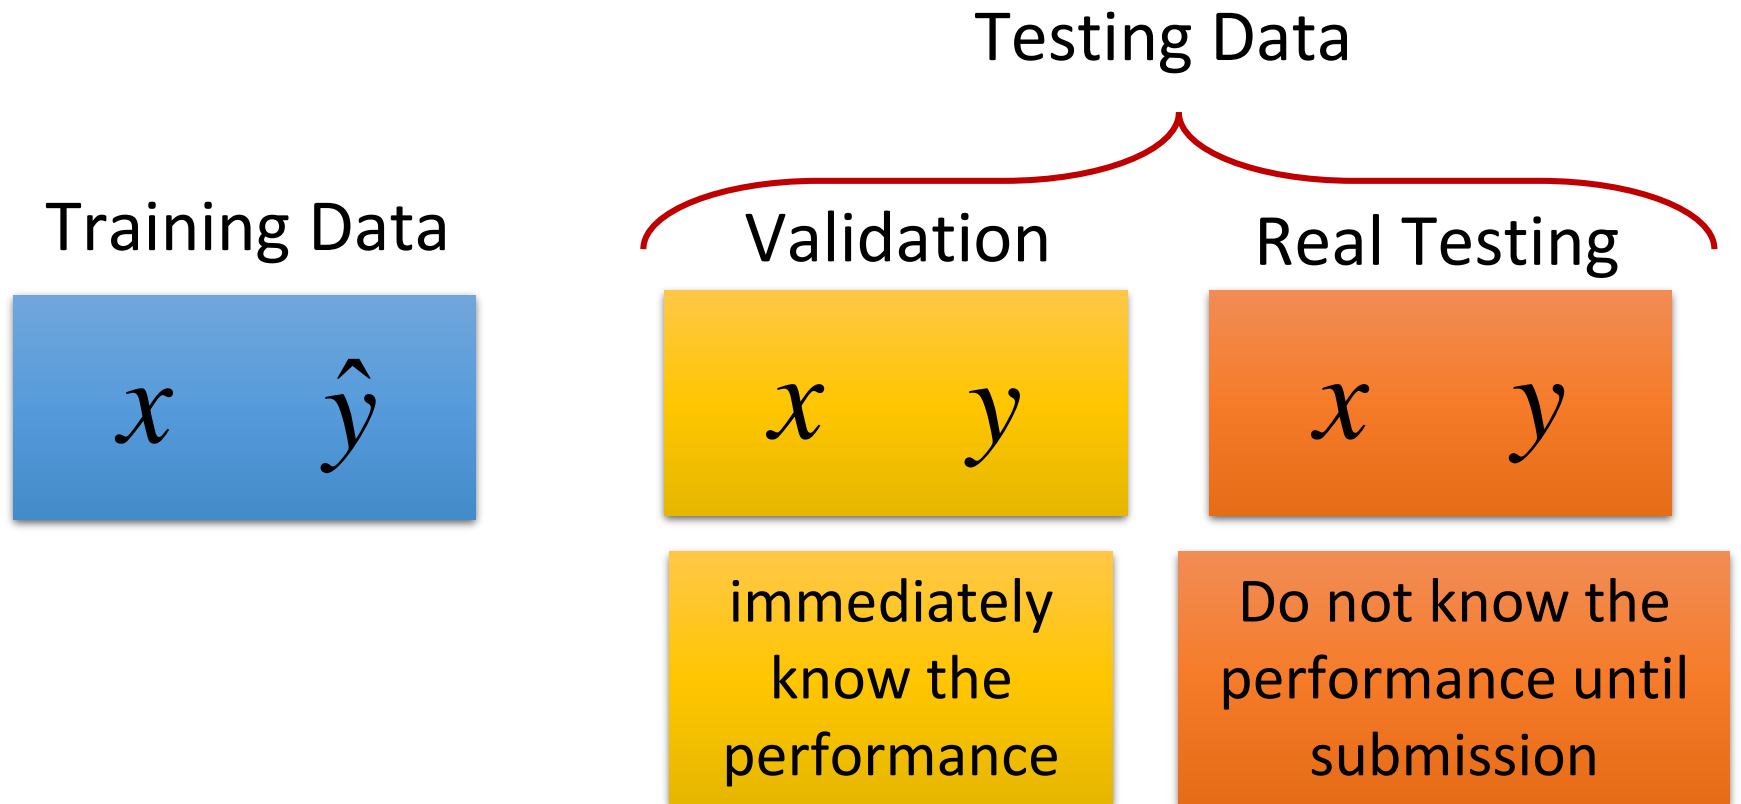 Testing Data
Training Data
Validation
Real Testing
x ŷ
x y
x y
immediately
know the
performance
Do not know the
performance until
submission